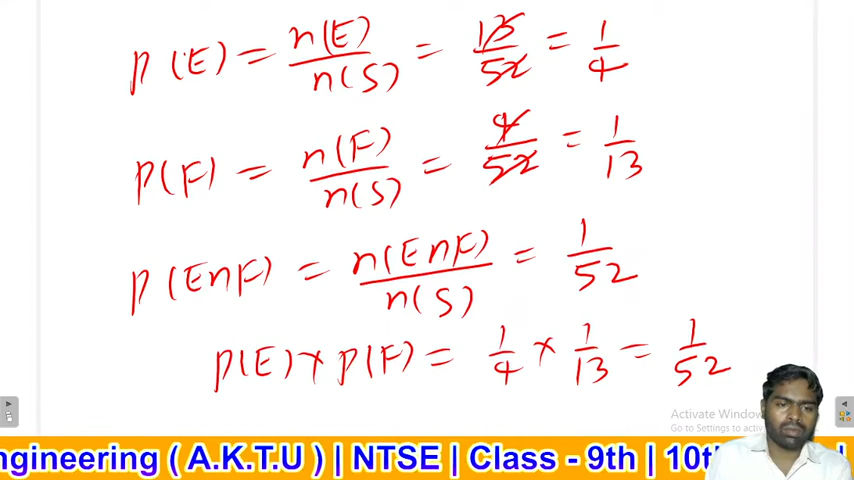 P(E) = n(E)/n(S) = 13/52 = 1/4
P(F) = n(F)/n(S) = 4/52 = 1/13
P(E∩F) = n(E∩F)/n(S) = 1/52
P(E) × P(F) = 1/4 × 1/13 = 1/52
Activate Window
Go to Settings to activ
ngineering ( A.K.T.U ) | NTSE | Class - 9th | 10t